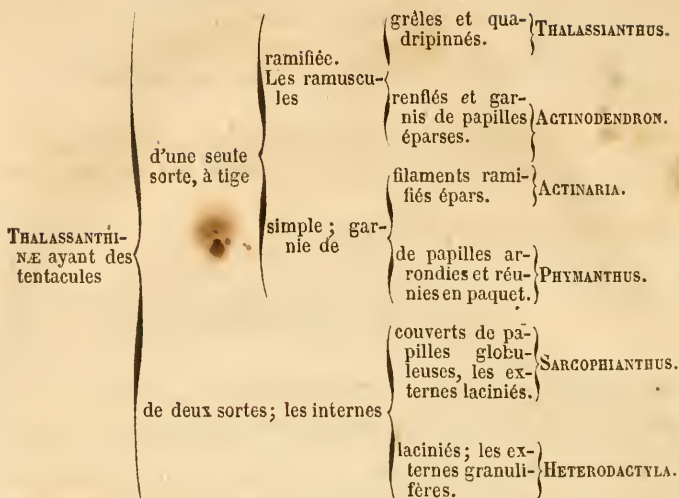 THALASSANTHI-
NÆ ayant des
tentacules
d'une seule
sorte, à tige
ramifiée.
Les ramuscu-
les
grêles et qua-
dripinnés.
THALASSIANTHUS.
renflés et gar-
nis de papilles
éparses.
ACTINODENDRON.
simple ; gar-
nie de
filaments rami-
fiés épars.
ACTINARIA.
de papilles ar-
rondies et réu-
nies en paquet.
PHYMANTHUS.
de deux sortes; les internes
couverts de pa-
pilles globu-
leuses, les ex-
ternes laciniés.
SARCOPHIANTHUS.
laciniés; les ex-
ternes granuli-
fères.
HETERODACTYLA.